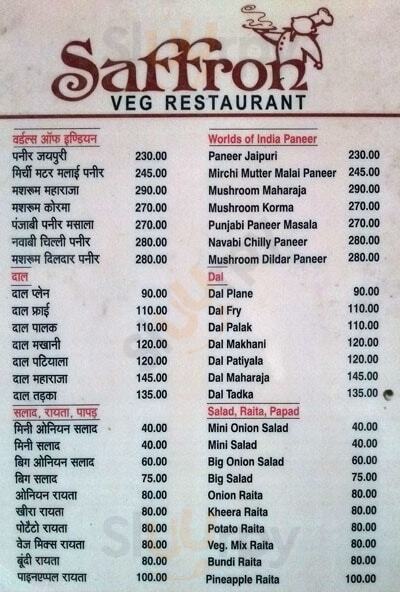 Saffron
VEG RESTAURANT
वर्डल्स ऑफ इण्डियन
पनीर जयपुरी 230.00
मिर्ची मटर मलाई पनीर 245.00
मशरूम महाराजा 290.00
मशरूम कोरमा 270.00
पंजाबी पनीर मसाला 270.00
नवाबी चिल्ली पनीर 280.00
मशरूम दिलदार पनीर 280.00
दाल
दाल प्लेन 90.00
दाल फ्राई 110.00
दाल पालक 110.00
दाल मखानी 120.00
दाल पटियाला 120.00
दाल महाराजा 145.00
दाल तड़का 135.00
सलाद, रायता, पापड़
मिनी ओनियन सलाद 40.00
मिनी सलाद 40.00
बिग ओनियन सलाद 60.00
बिग सलाद 75.00
ओनियन रायता 80.00
खीरा रायता 80.00
पोटैटो रायता 80.00
वेज मिक्स रायता 80.00
बूंदी रायता 80.00
पाइनएप्पल रायता 100.00
Worlds of India Paneer
Paneer Jaipuri 230.00
Mirchi Mutter Malai Paneer 245.00
Mushroom Maharaja 290.00
Mushroom Korma 270.00
Punjabi Paneer Masala 270.00
Navabi Chilly Paneer 280.00
Mushroom Dildar Paneer 280.00
Dal
Dal Plane 90.00
Dal Fry 110.00
Dal Palak 110.00
Dal Makhani 120.00
Dal Patiyala 120.00
Dal Maharaja 145.00
Dal Tadka 135.00
Salad, Raita, Papad
Mini Onion Salad 40.00
Mini Salad 40.00
Big Onion Salad 60.00
Big Salad 75.00
Onion Raita 80.00
Kheera Raita 80.00
Potato Raita 80.00
Veg. Mix Raita 80.00
Bundi Raita 80.00
Pineapple Raita 100.00